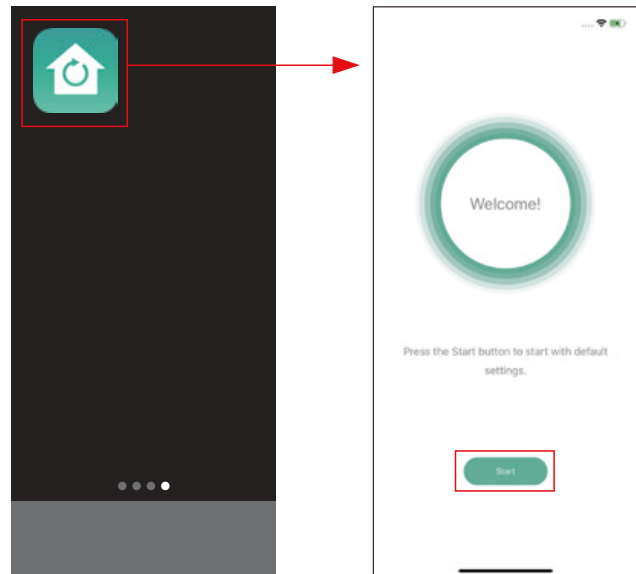 Welcome!
Press the Start button to start with default
settings.
Start